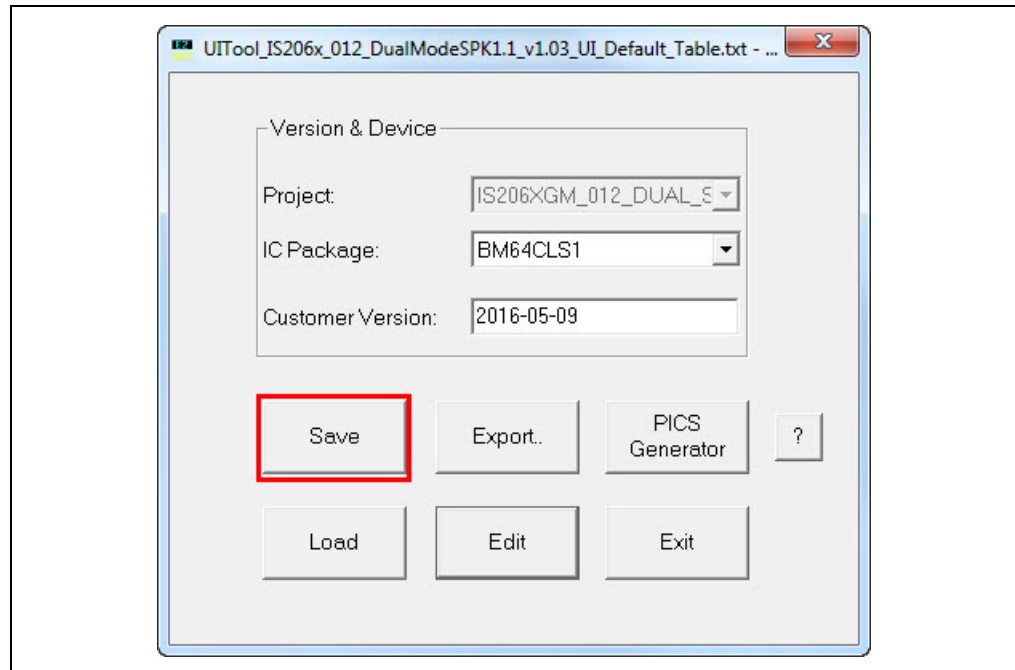 UITool_IS206x_012_DualModeSPK1.1_v1.03_UI_Default_Table.txt - ...
Version & Device
Project:
IS206XGM_012_DUAL_S
IC Package:
BM64CLS1
Customer Version:
2016-05-09
Save
Export..
PICS
Generator
?
Load
Edit
Exit